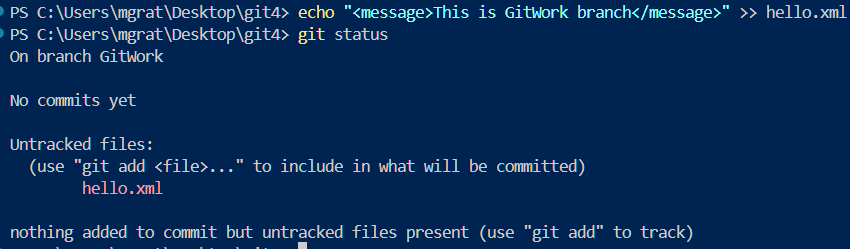 PS C:\Users\mgrat\Desktop\git4> echo "<message>This is GitWork branch</message>" >> hello.xml
PS C:\Users\mgrat\Desktop\git4> git status
On branch GitWork
No commits yet
Untracked files:
  (use "git add <file>..." to include in what will be committed)
        hello.xml
nothing added to commit but untracked files present (use "git add" to track)